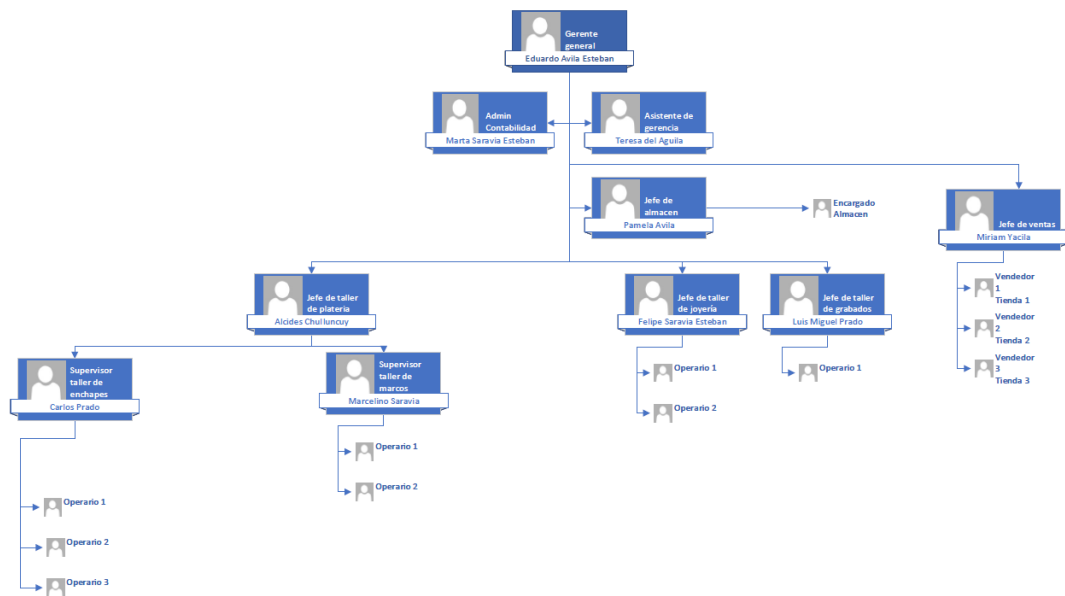 Gerente
general
Eduardo Avila Esteban
Admin
Contabilidad
Marta Saravia Esteban
Asistente de
gerencia
Teresa del Aguila
Jefe de
almacen
Pamela Avila
Encargado
Almacen
Jefe de ventas
Miriam Yacila
Vendedor
1
Tienda 1
Vendedor
2
Tienda 2
Vendedor
3
Tienda 3
Jefe de taller
de plateria
Alcides Chulluncuy
Jefe de taller
de joyería
Felipe Saravia Esteban
Jefe de taller
de grabados
Luis Miguel Prado
Supervisor
taller de
enchapes
Carlos Prado
Supervisor
taller de
marcos
Marcelino Saravia
Operario 1
Operario 2
Operario 1
Operario 1
Operario 2
Operario 1
Operario 2
Operario 3